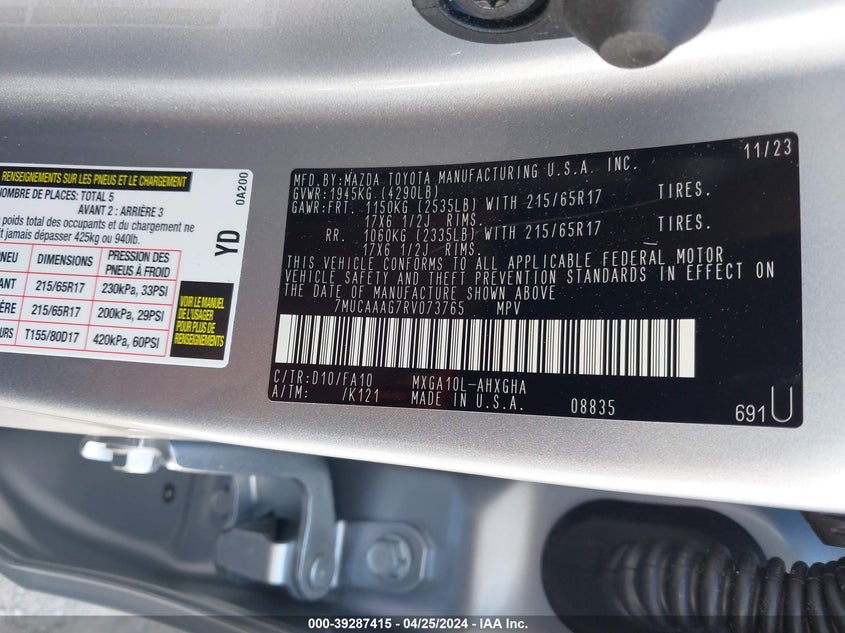 RENSEIGNEMENTS SUR LES PNEUS ET LE CHARGEMENT
NOMBRE DE PLACES: TOTAL 5
AVANT 2 : ARRIÈRE 3
poids total des occupants et du chargement ne
jamais dépasser 425kg ou 940lb.
DIMENSIONS PRESSION DES PNEUS À FROID
215/65R17 230kPa, 33PSI
215/65R17 200kPa, 29PSI
T155/80D17 420kPa, 60PSI
VOIR LE MANUEL
DE L'USAGER
POUR PLUS DE
RENSEIGNEMENTS
YD
0A200
11/23
MFD.BY:MAZDA TOYOTA MANUFACTURING U.S.A. INC.
GVWR:1945KG (4290LB)
GAWR:FRT. 1150KG (2535LB) WITH 215/65R17 TIRES.
17X6 1/2J RIMS.
RR. 1060KG (2335LB) WITH 215/65R17 TIRES.
17X6 1/2J RIMS.
THIS VEHICLE CONFORMS TO ALL APPLICABLE FEDERAL MOTOR
VEHICLE SAFETY AND THEFT PREVENTION STANDARDS IN EFFECT ON
THE DATE OF MANUFACTURE SHOWN ABOVE
7MUCAAAG7RV073765 MPV
C/TR:D10/FA10 MXGA10L-AHXGHA
A/TM: /K121 MADE IN U.S.A. 08835
691U
000-39287415 - 04/25/2024 - IAA Inc.